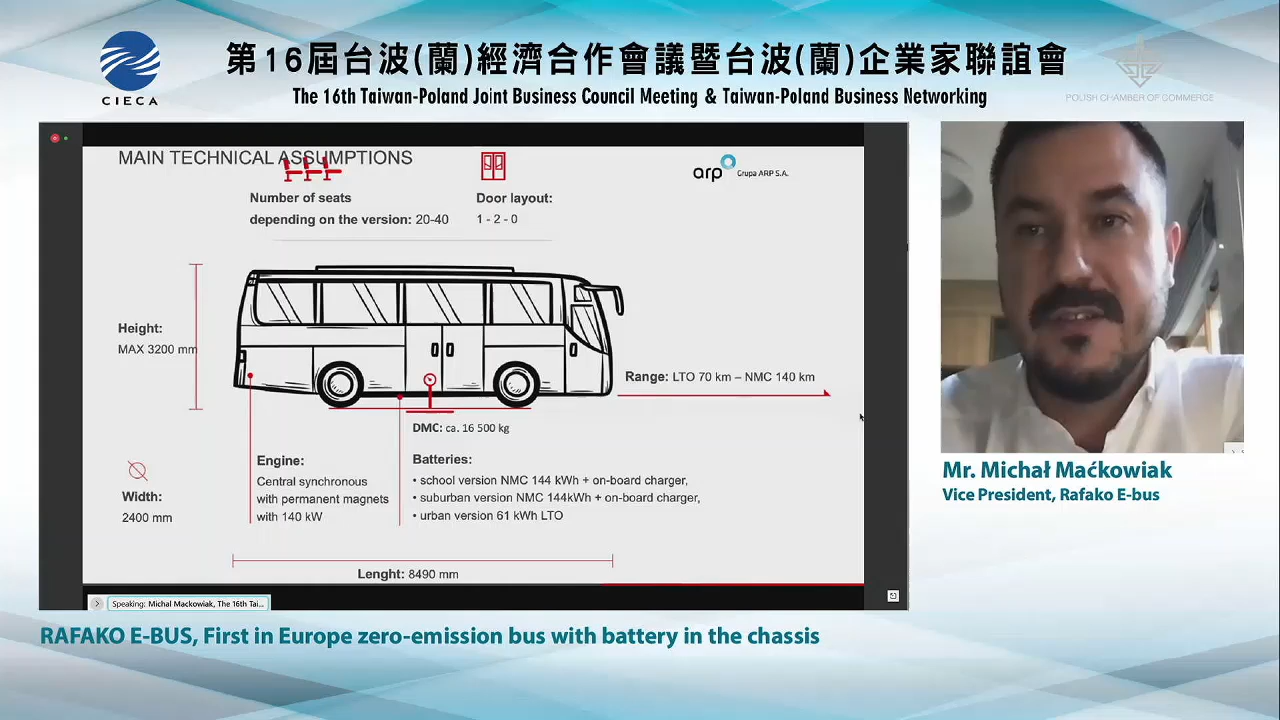 第16屆台波(蘭)經濟合作會議暨台波(蘭)企業家聯誼會
CIECA
The 16th Taiwan-Poland Joint Business Council Meeting & Taiwan-Poland Business Networking
POLISH CHAMBER OF COMMERCE
MAIN TECHNICAL ASSUMPTIONS
arp Grupa ARP S.A.
Number of seats
depending on the version: 20-40
Door layout:
1 - 2 - 0
Height:
MAX 3200 mm
Range: LTO 70 km – NMC 140 km
DMC: ca. 16 500 kg
Engine:
Central synchronous
with permanent magnets
with 140 kW
Batteries:
• school version NMC 144 kWh + on-board charger,
• suburban version NMC 144kWh + on-board charger,
• urban version 61 kWh LTO
Width:
2400 mm
Lenght: 8490 mm
Speaking: Michal Mackowiak, The 16th Tai...
Mr. Michał Maćkowiak
Vice President, Rafako E-bus
RAFAKO E-BUS, First in Europe zero-emission bus with battery in the chassis